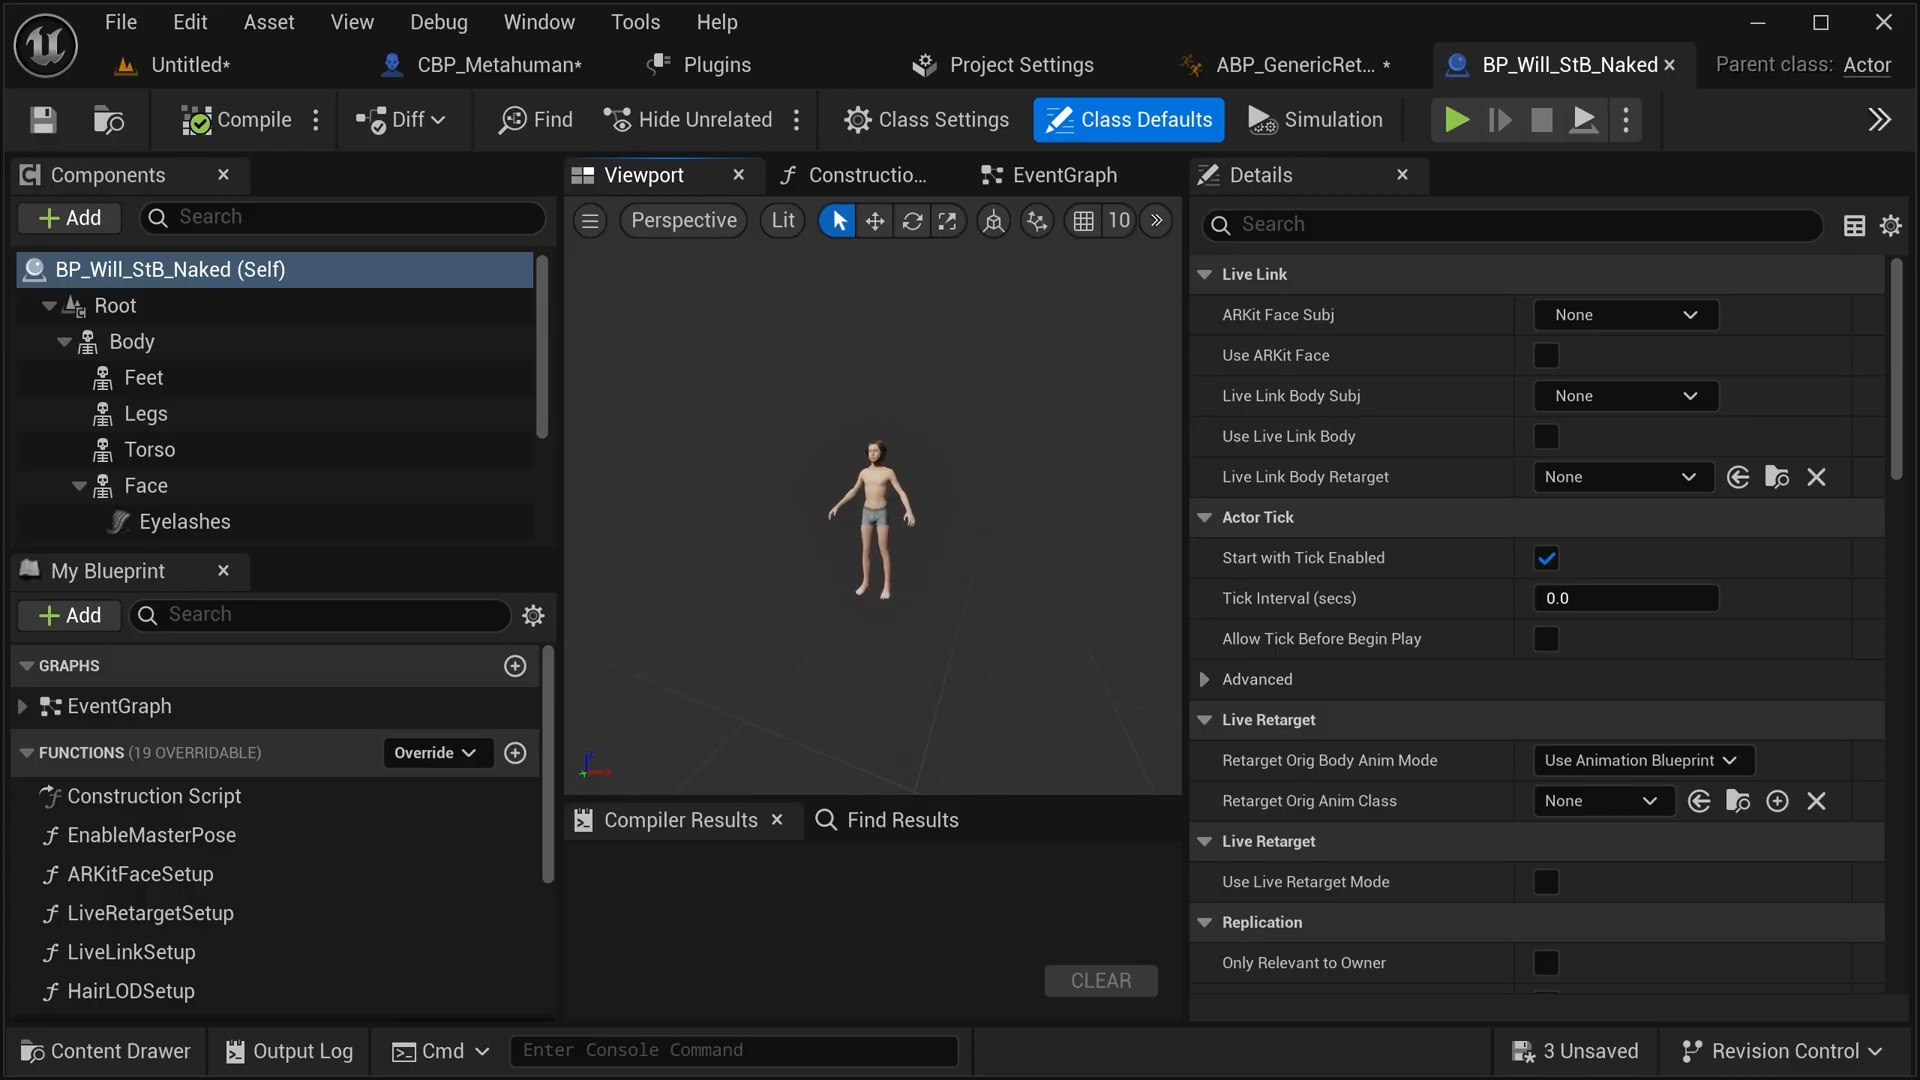 File Edit Asset View Debug Window Tools Help
Untitled* CBP_Metahuman* Plugins Project Settings ABP_GenericRet... * BP_Will_StB_Naked Parent class: Actor
Compile Diff Find Hide Unrelated Class Settings Class Defaults Simulation
Components Viewport Constructio... EventGraph Details
Add Search Perspective Lit 10 Search
BP_Will_StB_Naked (Self)
Root
Body
Feet
Legs
Torso
Face
Eyelashes
My Blueprint
Add Search
GRAPHS
EventGraph
FUNCTIONS (19 OVERRIDABLE) Override
Construction Script
EnableMasterPose
ARKitFaceSetup
LiveRetargetSetup
LiveLinkSetup
HairLODSetup
Compiler Results Find Results
CLEAR
Live Link
ARKit Face Subj None
Use ARKit Face
Live Link Body Subj None
Use Live Link Body
Live Link Body Retarget None
Actor Tick
Start with Tick Enabled
Tick Interval (secs) 0.0
Allow Tick Before Begin Play
Advanced
Live Retarget
Retarget Orig Body Anim Mode Use Animation Blueprint
Retarget Orig Anim Class None
Live Retarget
Use Live Retarget Mode
Replication
Only Relevant to Owner
Content Drawer Output Log Cmd Enter Console Command 3 Unsaved Revision Control